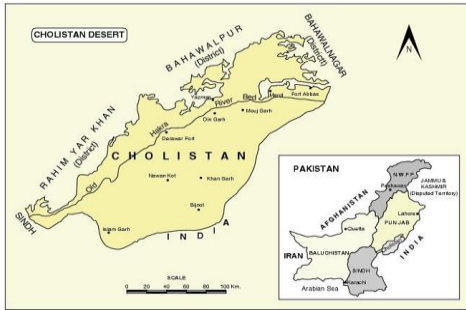 CHOLISTAN DESERT
BAHAWALPUR
(District)
BAHAWALNAGAR
(District)
N
RAHIM YAR KHAN
(District)
Yazman
Marot
Fort Abbas
Old Hakra River Bed
Din Garh
Mouj Garh
Derawar Fort
CHOLISTAN
Nawan Kot
Khan Garh
Bijnot
Islam Garh
SINDH
INDIA
SCALE
100 80 60 40 20 0
100 Km.
PAKISTAN
N.W.F.P
Peshawar
JAMMU &
KASHMIR
(Disputed Territory)
AFGHANISTAN
Lahore
PUNJAB
Quetta
IRAN
BALUCHISTAN
Cholistan
INDIA
SINDH
Karachi
Arabian Sea